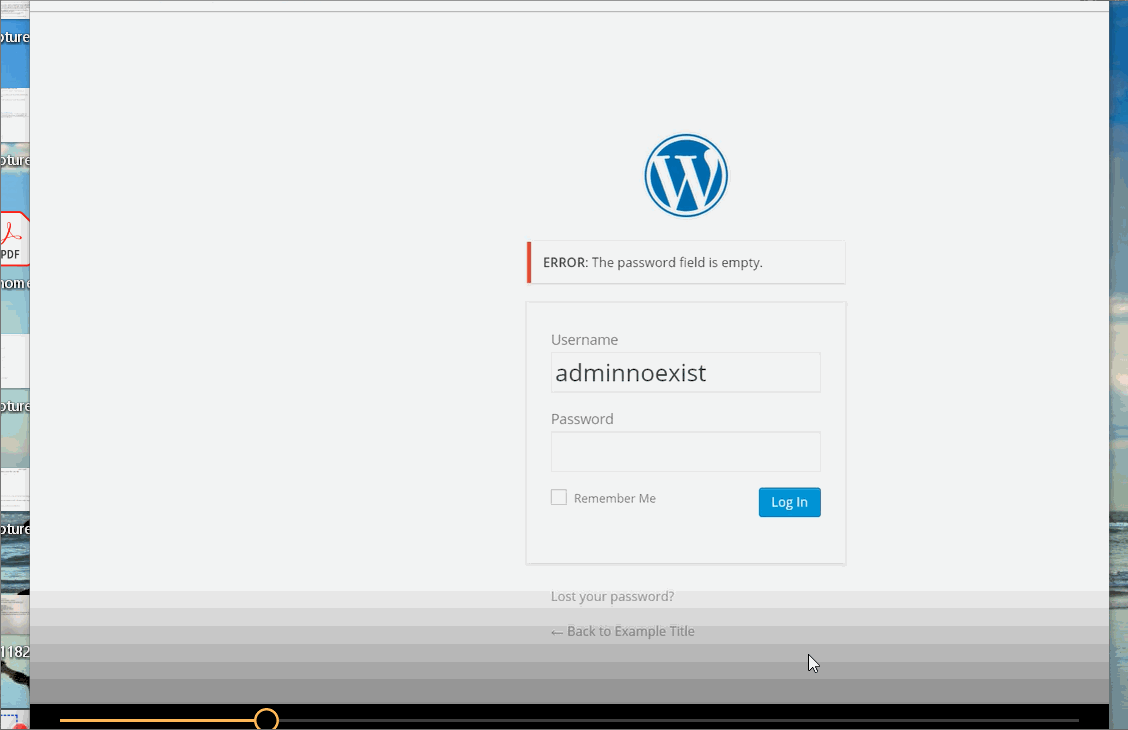 pture
pture
PDF
ERROR: The password field is empty.
Username
adminnoexist
Password
Remember Me
Log In
pture
pture
Lost your password?
← Back to Example Title
1182